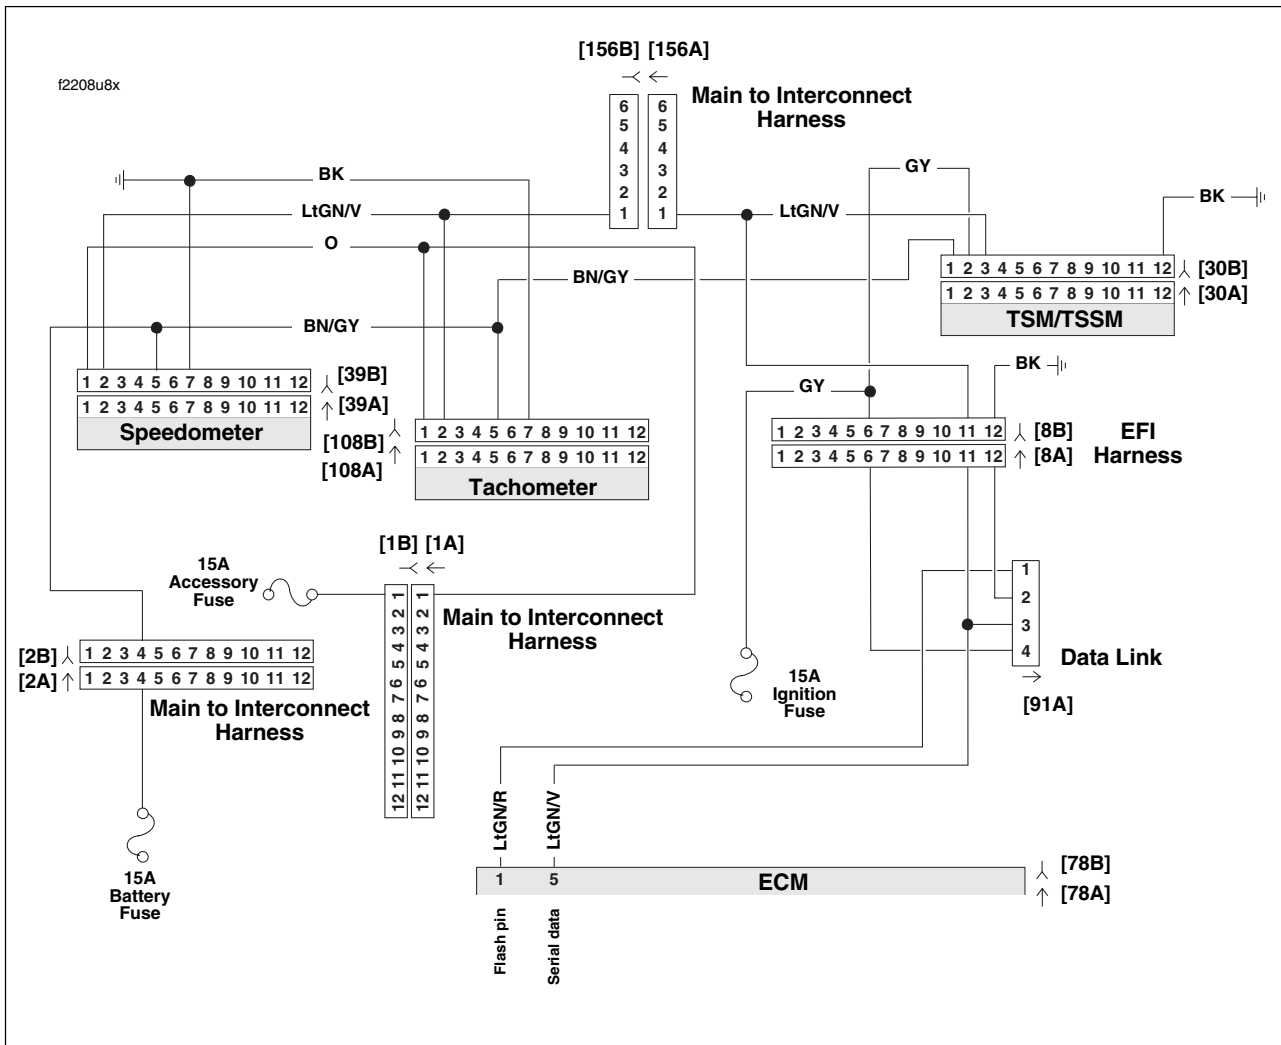 [156B] [156A]
f2208u8x
Main to Interconnect
Harness
6 6
5 5
4 4
3 3
2 2
1 1
GY
BK
BK
LtGN/V
LtGN/V
O
BN/GY
1 2 3 4 5 6 7 8 9 10 11 12 [30B]
1 2 3 4 5 6 7 8 9 10 11 12 [30A]
TSM/TSSM
BN/GY
BK
GY
1 2 3 4 5 6 7 8 9 10 11 12 [39B]
1 2 3 4 5 6 7 8 9 10 11 12 [39A]
Speedometer
[108B] 1 2 3 4 5 6 7 8 9 10 11 12
[108A] 1 2 3 4 5 6 7 8 9 10 11 12
Tachometer
1 2 3 4 5 6 7 8 9 10 11 12 [8B]
1 2 3 4 5 6 7 8 9 10 11 12 [8A]
EFI
Harness
[1B] [1A]
15A
Accessory
Fuse
12 11 10 9 8 7 6 5 4 3 2 1
12 11 10 9 8 7 6 5 4 3 2 1
Main to Interconnect
Harness
1
2
3
4
Data Link
[91A]
[2B] 1 2 3 4 5 6 7 8 9 10 11 12
[2A] 1 2 3 4 5 6 7 8 9 10 11 12
Main to Interconnect
Harness
15A
Ignition
Fuse
15A
Battery
Fuse
LtGN/R
LtGN/V
1 5 ECM
[78B]
[78A]
Flash pin
Serial data